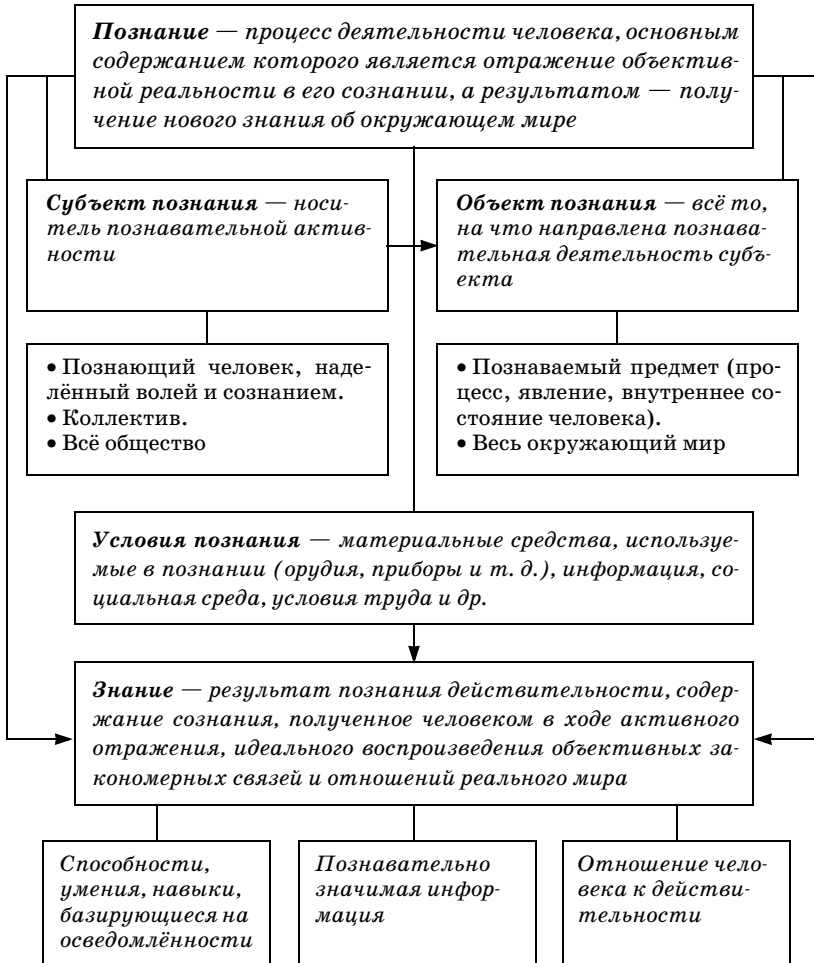 Познание — процесс деятельности человека, основным
содержанием которого является отражение объектив-
ной реальности в его сознании, а результатом — полу-
чение нового знания об окружающем мире
Субъект познания — носи-
тель познавательной актив-
ности
Объект познания — всё то,
на что направлена познава-
тельная деятельность субъ-
екта
• Познающий человек, наде-
лённый волей и сознанием.
• Коллектив.
• Всё общество
• Познаваемый предмет (про-
цесс, явление, внутреннее со-
стояние человека).
• Весь окружающий мир
Условия познания — материальные средства, используе-
мые в познании (орудия, приборы и т. д.), информация, со-
циальная среда, условия труда и др.
Знание — результат познания действительности, содер-
жание сознания, полученное человеком в ходе активного
отражения, идеального воспроизведения объективных за-
кономерных связей и отношений реального мира
Способности,
умения, навыки,
базирующиеся на
осведомлённости
Познавательно
значимая инфор-
мация
Отношение чело-
века к действи-
тельности